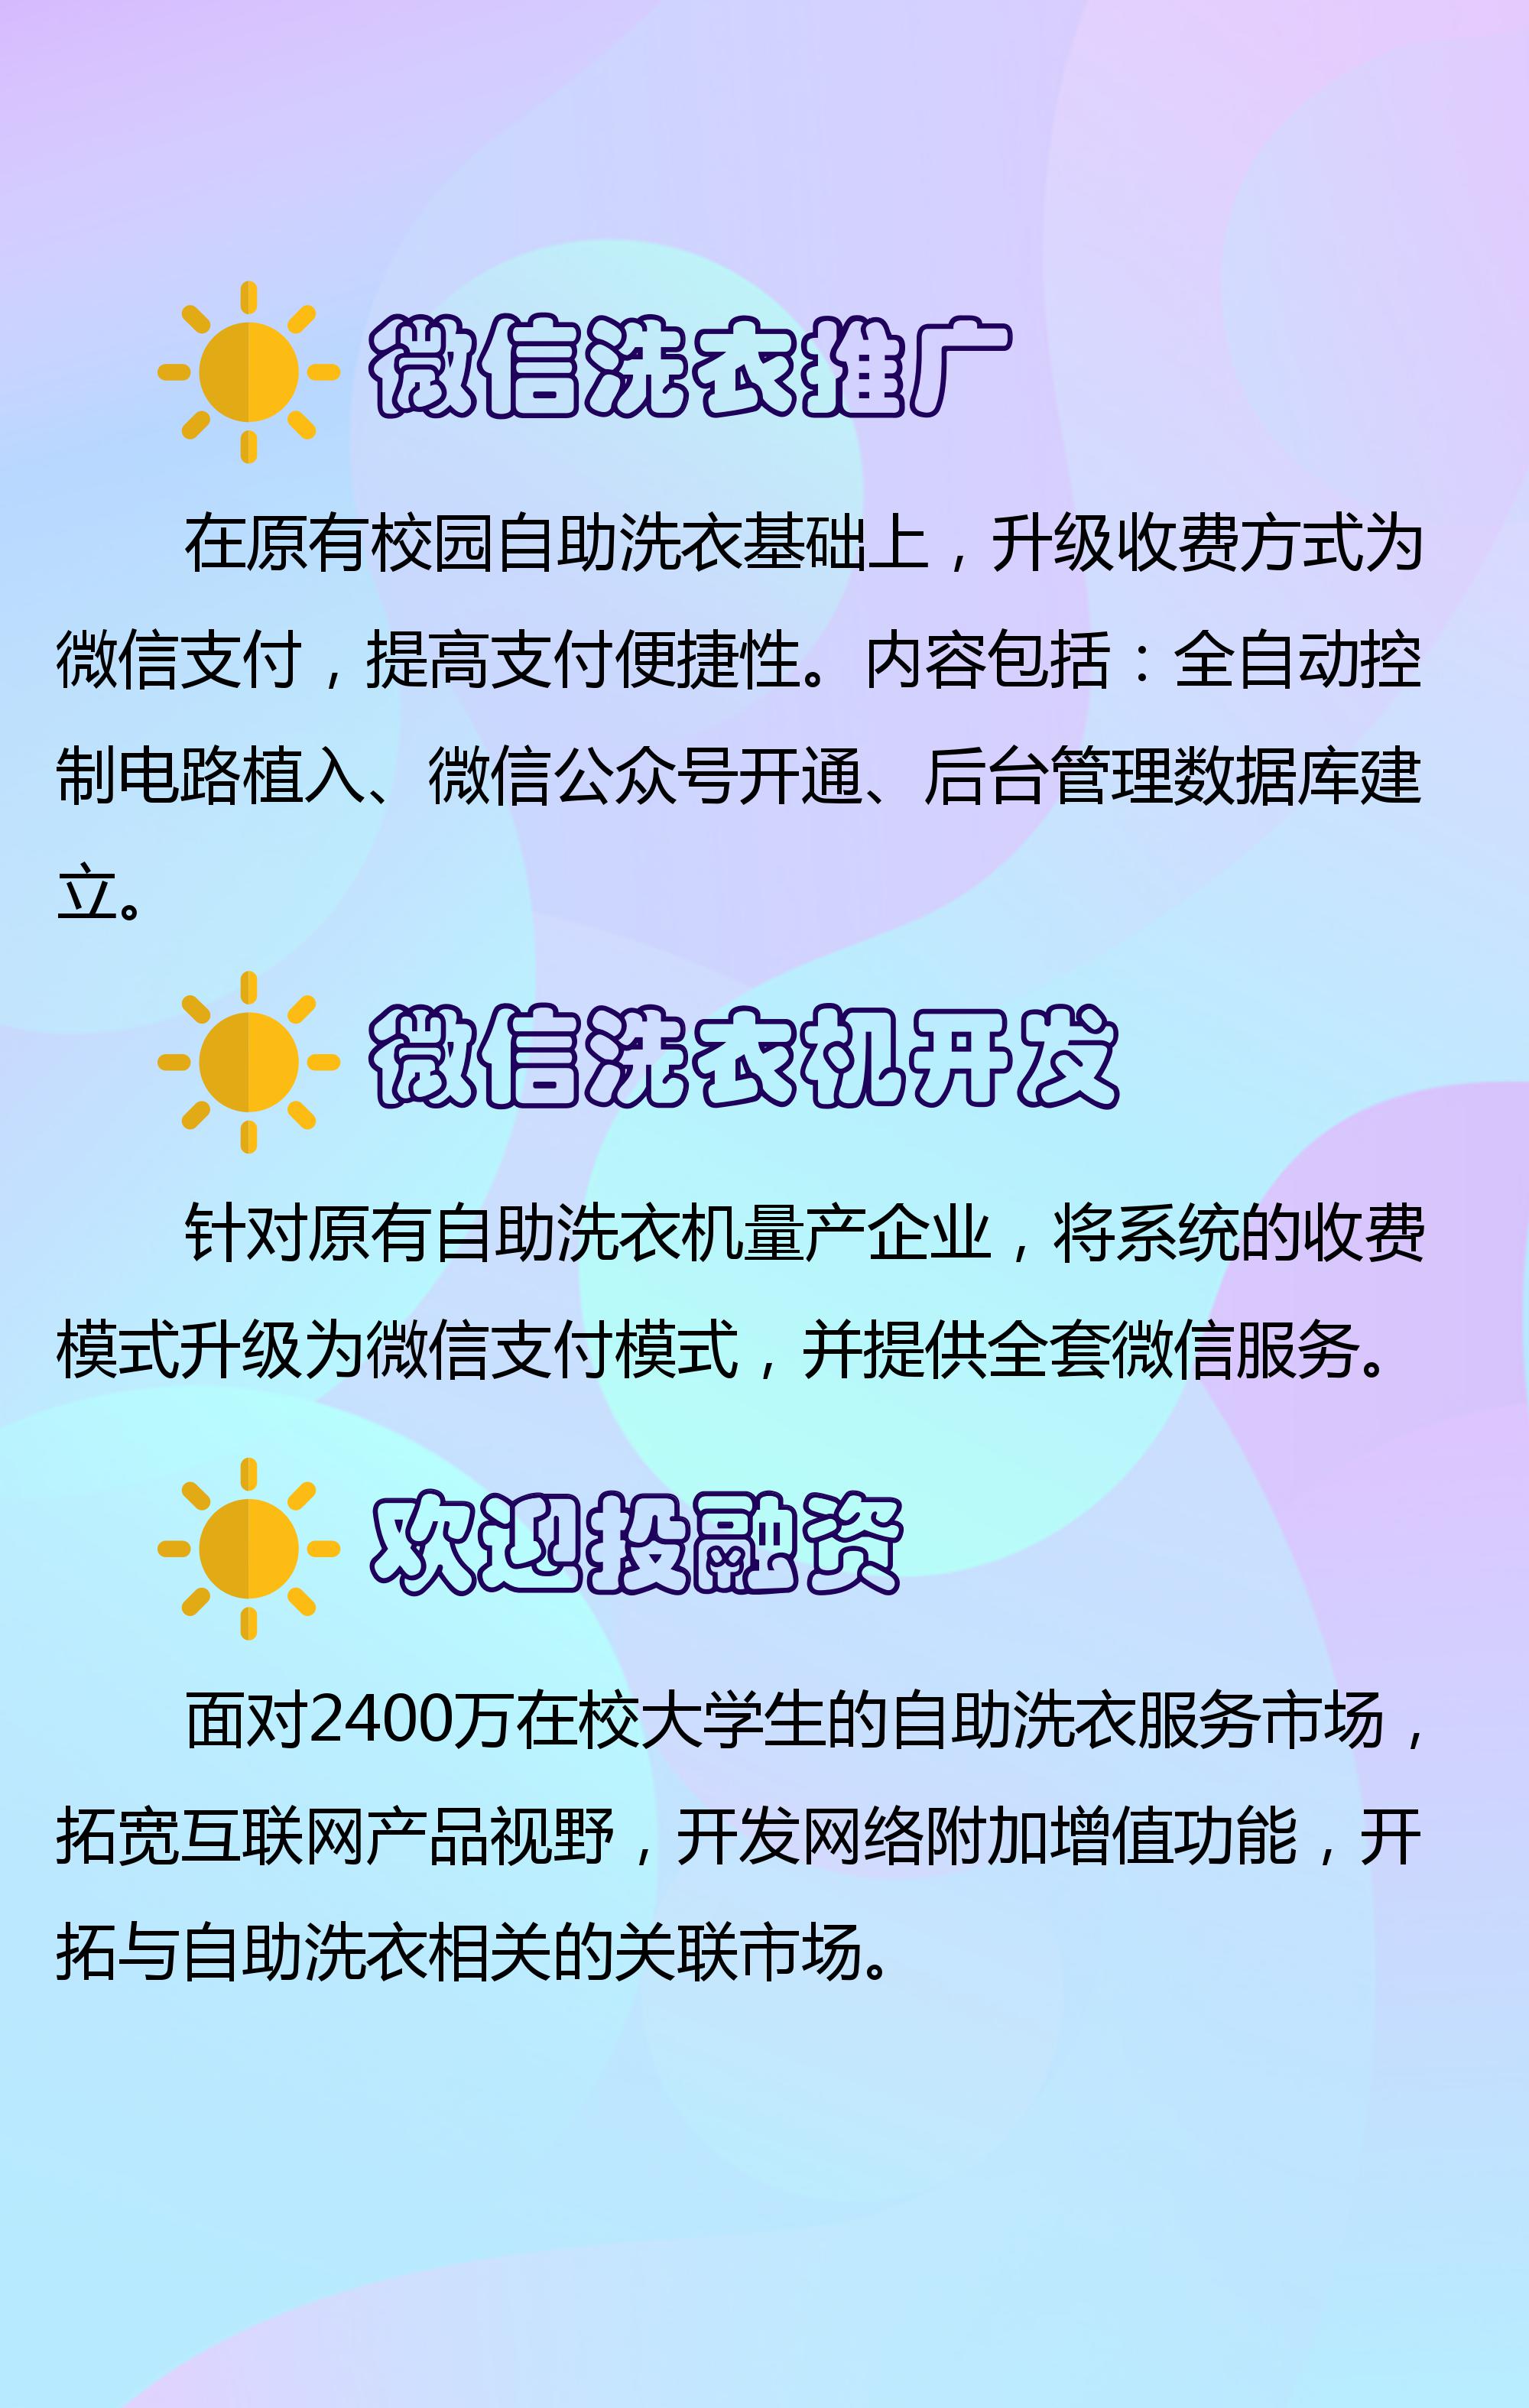 微信洗衣推广
在原有校园自助洗衣基础上，升级收费方式为
微信支付，提高支付便捷性。内容包括：全自动控
制电路植入、微信公众号开通、后台管理数据库建
立。
微信洗衣机开发
针对原有自助洗衣机量产企业，将系统的收费
模式升级为微信支付模式，并提供全套微信服务。
欢迎投融资
面对2400万在校大学生的自助洗衣服务市场，
拓宽互联网产品视野，开发网络附加增值功能，开
拓与自助洗衣相关的关联市场。